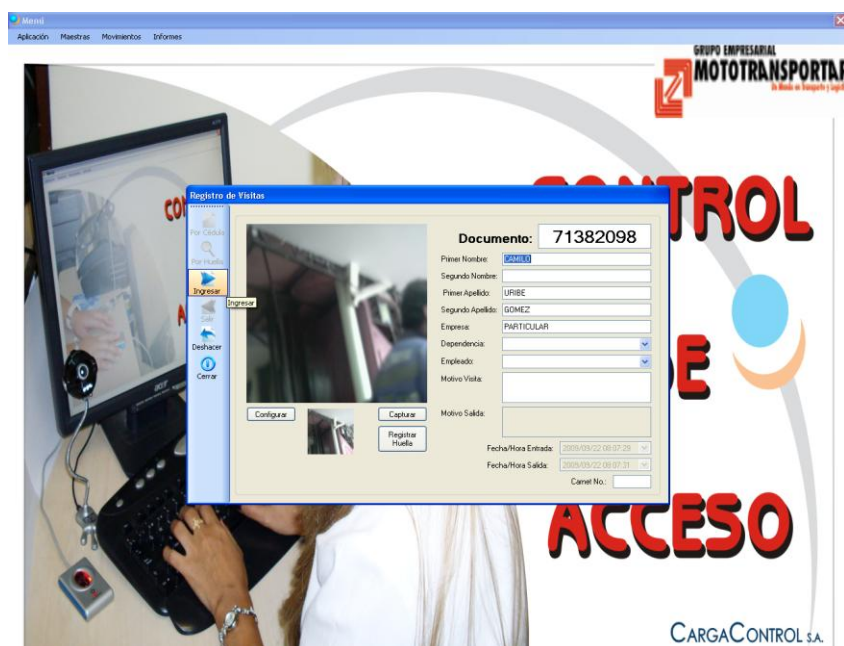 Menú
Aplicación Maestras Movimientos Informes
GRUPO EMPRESARIAL
MOTOTRANSPORTAR
CONTROL
DE
ACCESO
Registro de Visitas
Por Cédula
Por Huella
Ingresar
Ingresar
Salir
Deshacer
Cerrar
Documento: 71382098
Primer Nombre: CAMILO
Segundo Nombre:
Primer Apellido: URIBE
Segundo Apellido: GOMEZ
Empresa: PARTICULAR
Dependencia:
Empleado:
Motivo Visita:
Motivo Salida:
Configurar
Capturar
Registrar
Huella
Fecha/Hora Entrada: 2009/09/22 08:07:29
Fecha/Hora Salida: 2009/09/22 08:07:31
Carnet No.:
acer
CARGACONTROL S.A.